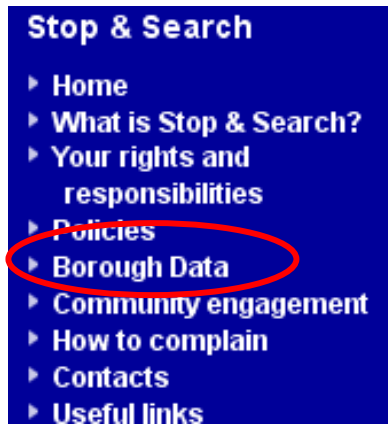 Stop & Search
Home
What is Stop & Search?
Your rights and
responsibilities
Policies
Borough Data
Community engagement
How to complain
Contacts
Useful links